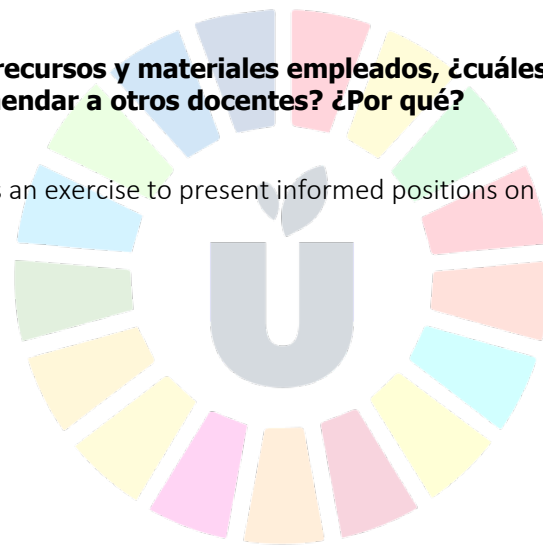 recursos y materiales empleados, ¿cuáles
endar a otros docentes? ¿Por qué?
s an exercise to present informed positions on